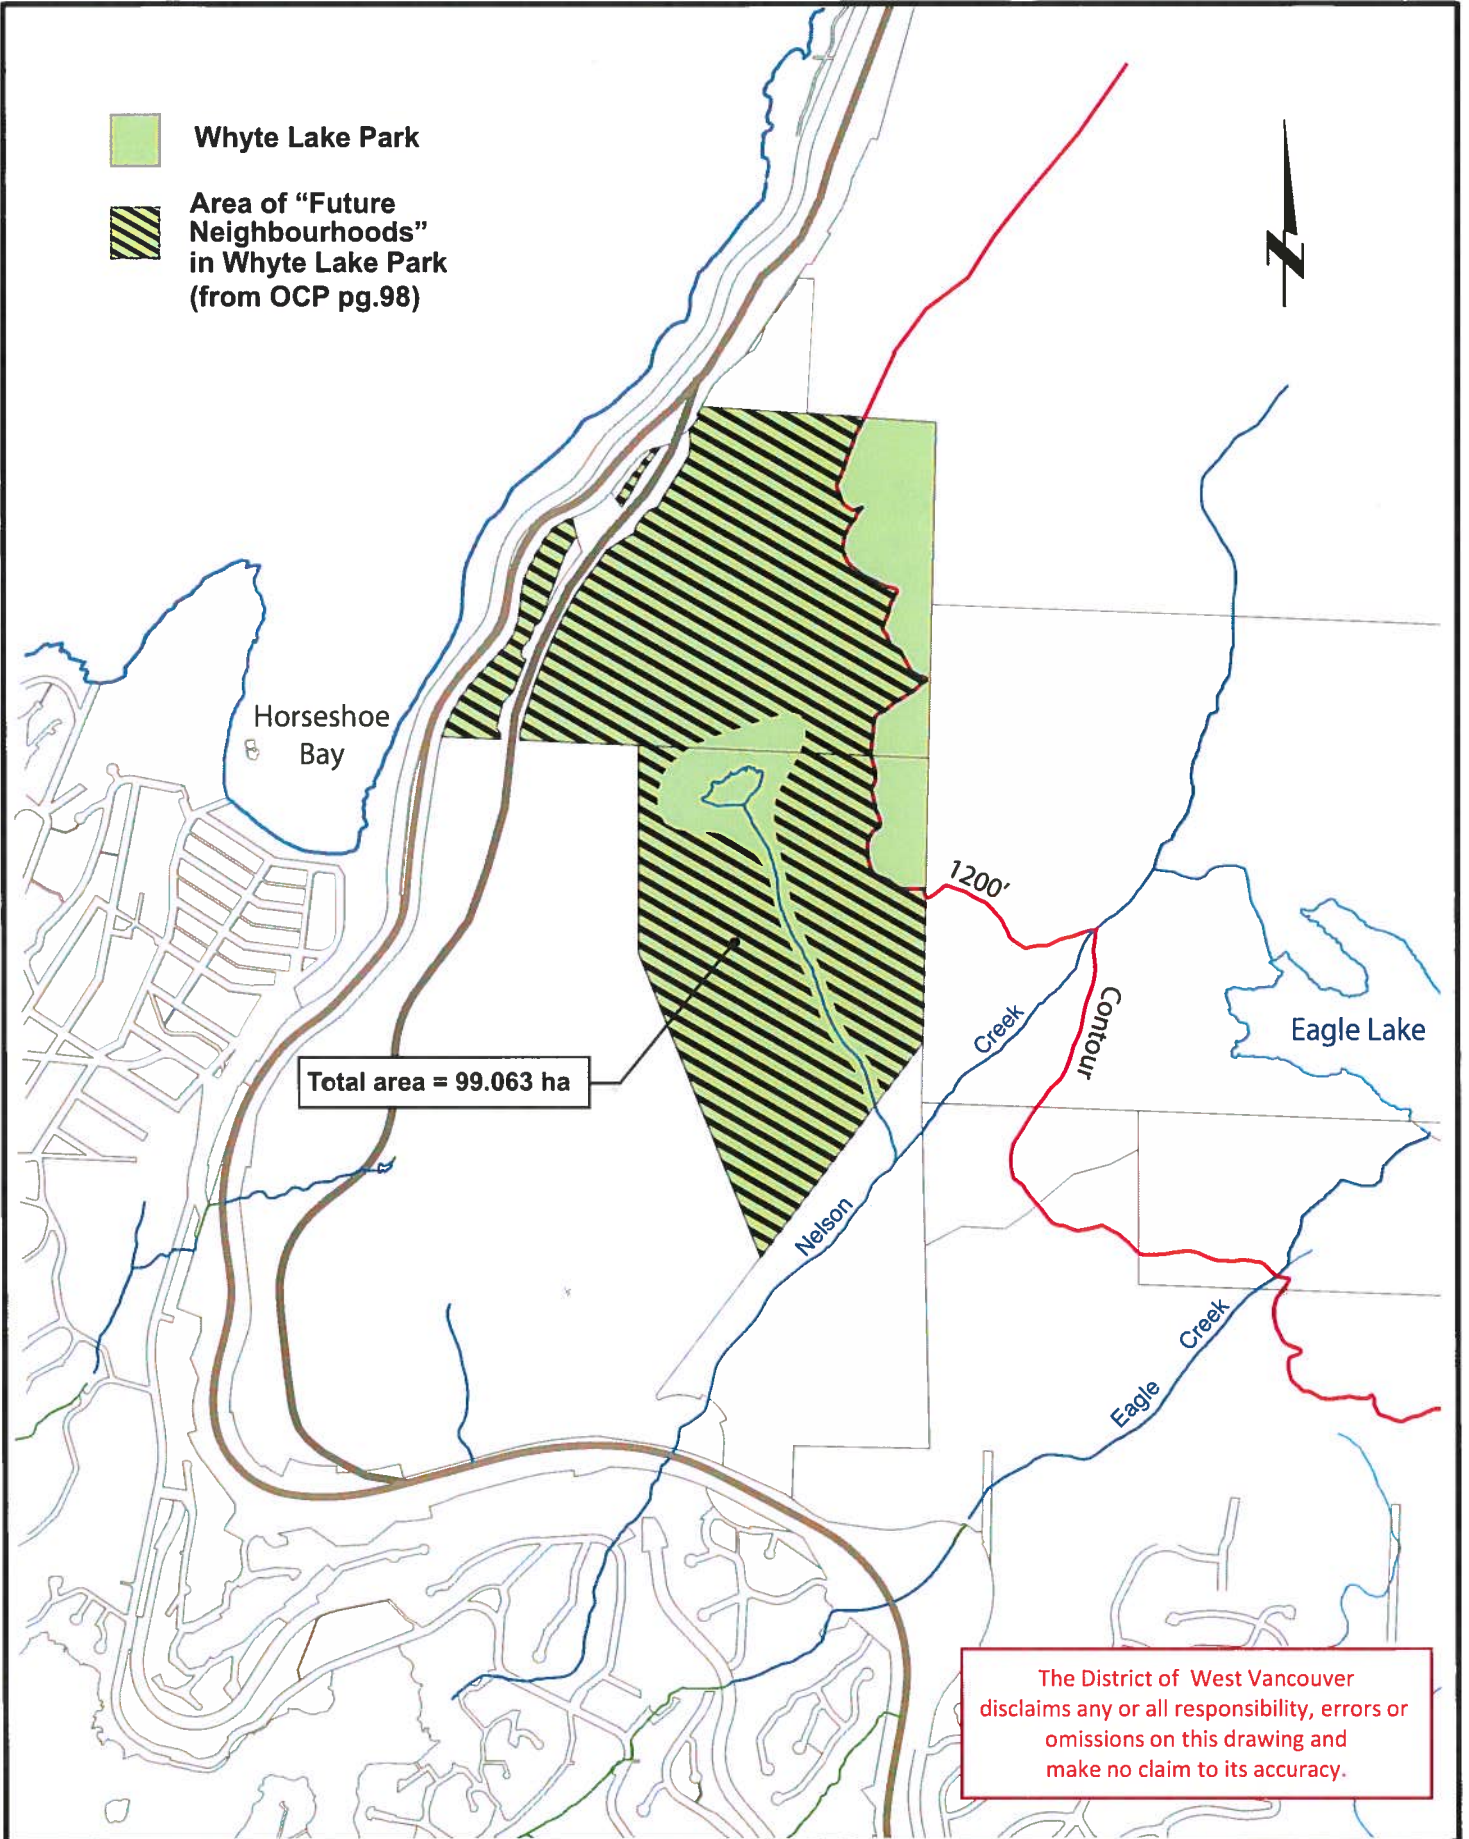 Whyte Lake Park
Area of “Future
Neighbourhoods”
in Whyte Lake Park
(from OCP pg.98)
N
Horseshoe
Bay
1200'
Contour
Creek
Eagle Lake
Total area = 99.063 ha
Nelson
Creek
Eagle
The District of West Vancouver
disclaims any or all responsibility, errors or
omissions on this drawing and
make no claim to its accuracy.